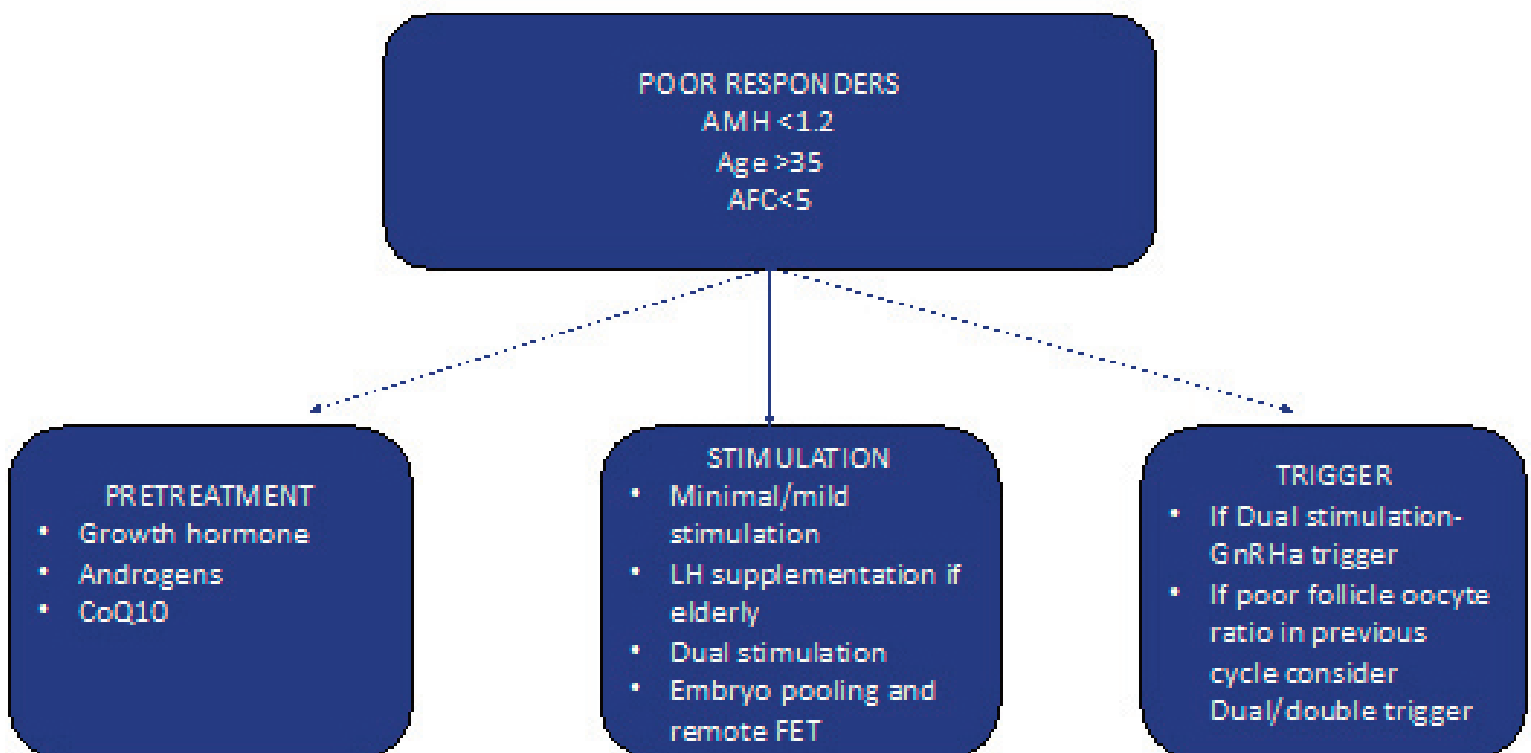 POOR RESPONDERS
AMH <1.2
Age >35
AFC<5
PRETREATMENT
• Growth hormone
• Androgens
• CoQ10
STIMULATION
• Minimal/mild
stimulation
• LH supplementation if
elderly
• Dual stimulation
• Embryo pooling and
remote FET
TRIGGER
• If Dual stimulation-
GnRHa trigger
• If poor follicle oocyte
ratio in previous
cycle consider
Dual/double trigger